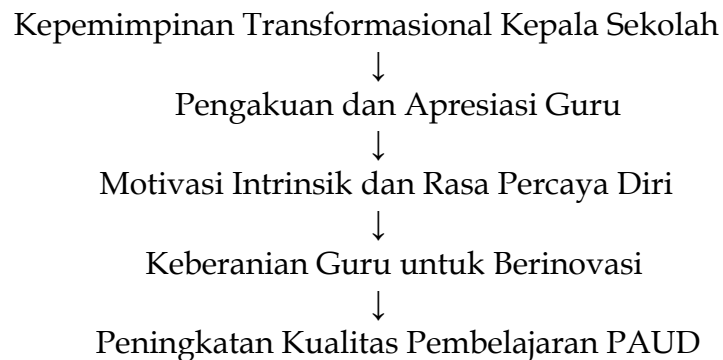 Kepemimpinan Transformasional Kepala Sekolah
↓
Pengakuan dan Apresiasi Guru
↓
Motivasi Intrinsik dan Rasa Percaya Diri
↓
Keberanian Guru untuk Berinovasi
↓
Peningkatan Kualitas Pembelajaran PAUD